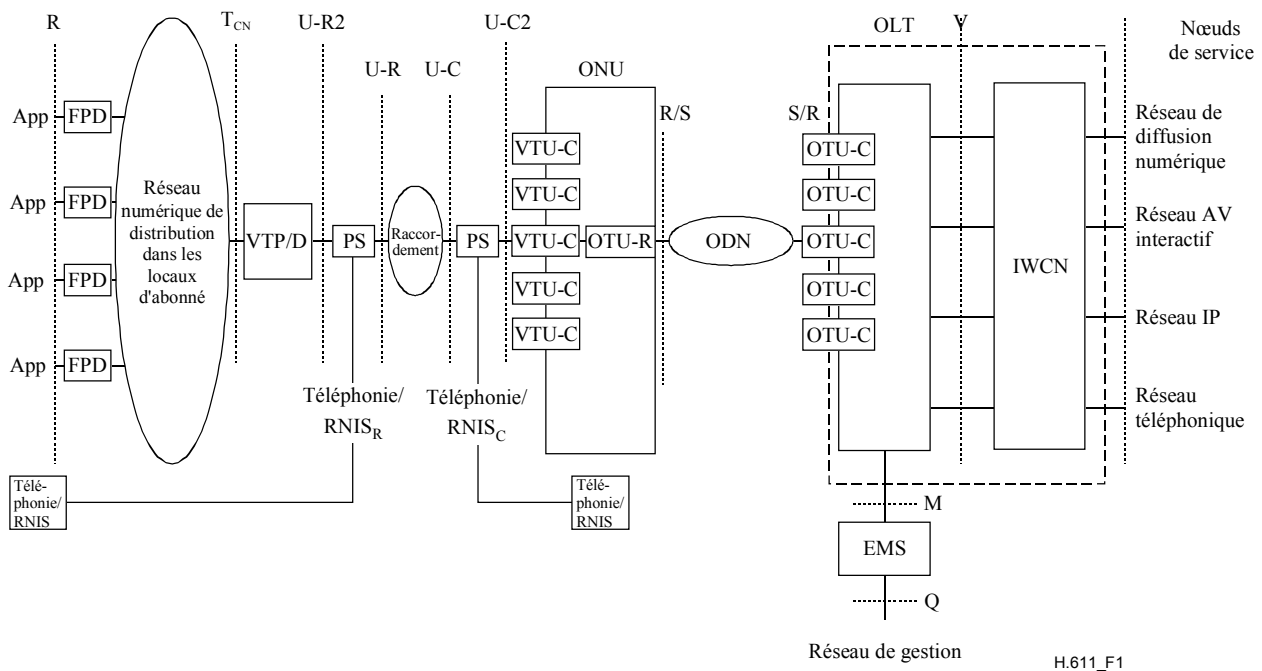 R
T_CN
U-R2
U-C2
OLT
V
Nœuds
de service
U-R
U-C
ONU
R/S
S/R
App
FPD
App
FPD
App
FPD
App
FPD
Réseau
numérique de
distribution
dans les
locaux
d'abonné
VTP/D
PS
Raccor-
dement
PS
VTU-C
VTU-C
VTU-C
VTU-C
VTU-C
OTU-R
ODN
OTU-C
OTU-C
OTU-C
OTU-C
OTU-C
IWCN
Réseau de
diffusion
numérique
Réseau AV
interactif
Réseau IP
Réseau
téléphonique
Téléphonie/
RNIS_R
Téléphonie/
RNIS_C
Télé-
phonie/
RNIS
Télé-
phonie/
RNIS
M
EMS
Q
Réseau de gestion
H.611_F1